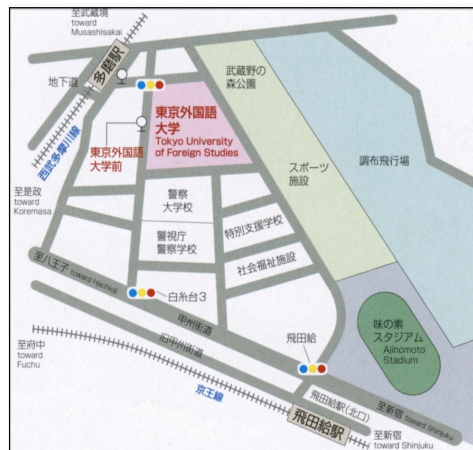 至武蔵境
toward
Musashisakai
多磨駅
地下道
西武多摩川線
武蔵野の
森公園
東京外国語
大学
Tokyo University
of Foreign Studies
東京外国語
大学前
調布飛行場
スポーツ
施設
至是政
toward
Koremasa
警察
大学校
特別支援学校
警視庁
警察学校
社会福祉施設
至八王子 toward Hachioji
白糸台3
甲州街道
味の素
スタジアム
Ajinomoto
Stadium
旧甲州街道
飛田給
至府中
toward
Fuchu
京王線
飛田給駅(北口)
至新宿 toward Shinjuku
飛田給駅
至新宿
toward Shinjuku